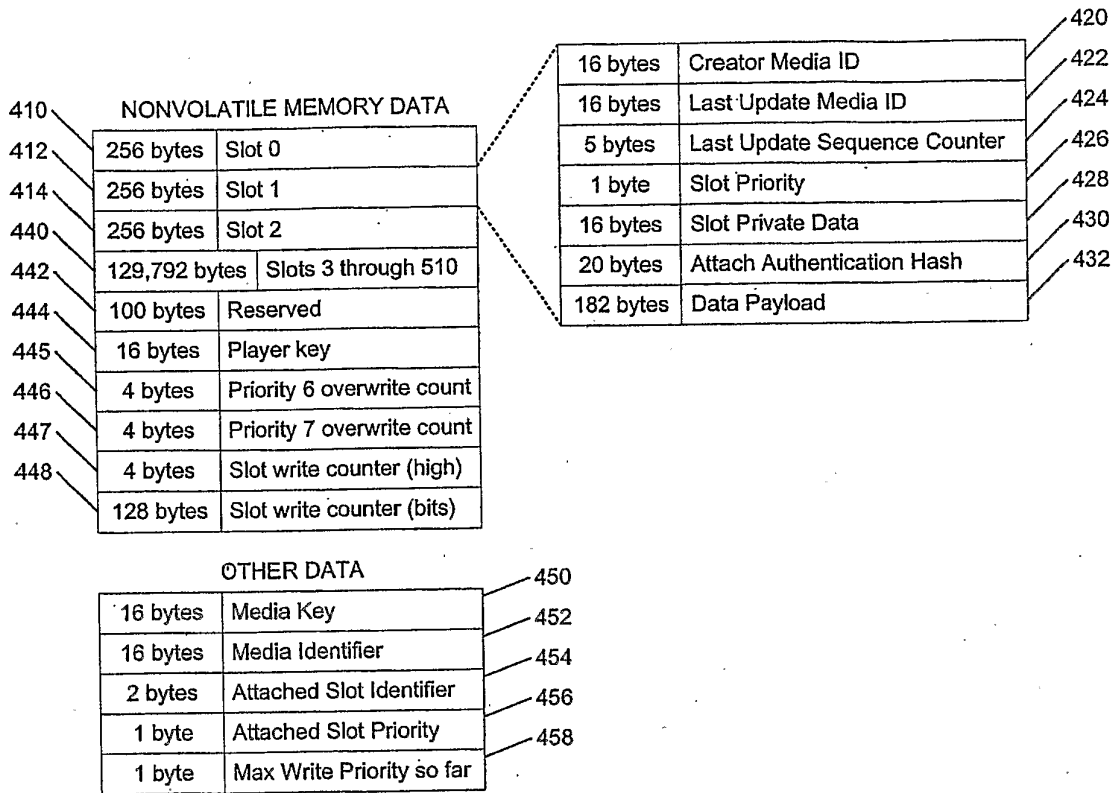 NONVOLATILE MEMORY DATA
410
256 bytes Slot 0
412
256 bytes Slot 1
414
256 bytes Slot 2
440
129,792 bytes Slots 3 through 510
442
100 bytes Reserved
444
16 bytes Player key
445
4 bytes Priority 6 overwrite count
446
4 bytes Priority 7 overwrite count
447
4 bytes Slot write counter (high)
448
128 bytes Slot write counter (bits)
420
16 bytes Creator Media ID
422
16 bytes Last Update Media ID
424
5 bytes Last Update Sequence Counter
426
1 byte Slot Priority
428
16 bytes Slot Private Data
430
20 bytes Attach Authentication Hash
432
182 bytes Data Payload
OTHER DATA
450
16 bytes Media Key
452
16 bytes Media Identifier
454
2 bytes Attached Slot Identifier
456
1 byte Attached Slot Priority
458
1 byte Max Write Priority so far